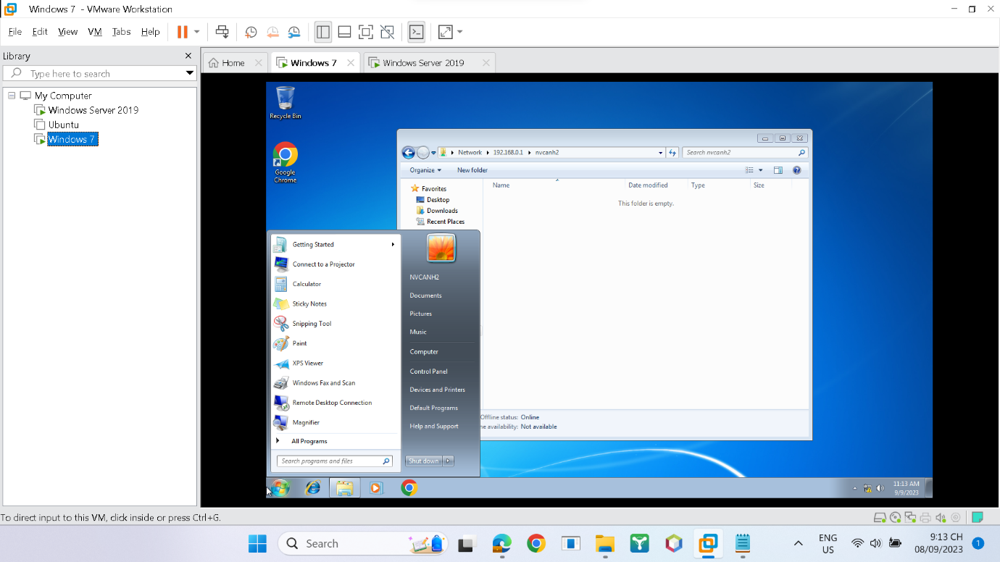 Windows 7 - VMware Workstation
File Edit View VM Tabs Help
Library
Type here to search
My Computer
Windows Server 2019
Ubuntu
Windows 7
Home Windows 7 Windows Server 2019
Recycle Bin
Google
Chrome
Network 192.168.0.1 nvcanh2
Search nvcanh2
Organize New folder
Favorites
Desktop
Downloads
Recent Places
Name Date modified Type Size
This folder is empty.
Offline status: Online
availability: Not available
Getting Started
Connect to a Projector
Calculator
Sticky Notes
Snipping Tool
Paint
XPS Viewer
Windows Fax and Scan
Remote Desktop Connection
Magnifier
All Programs
Search programs and files
NVCANH2
Documents
Pictures
Music
Computer
Control Panel
Devices and Printers
Default Programs
Help and Support
Shut down
11:13 AM
9/9/2023
To direct input to this VM, click inside or press Ctrl+G.
Search
ENG
US
9:13 CH
08/09/2023
1